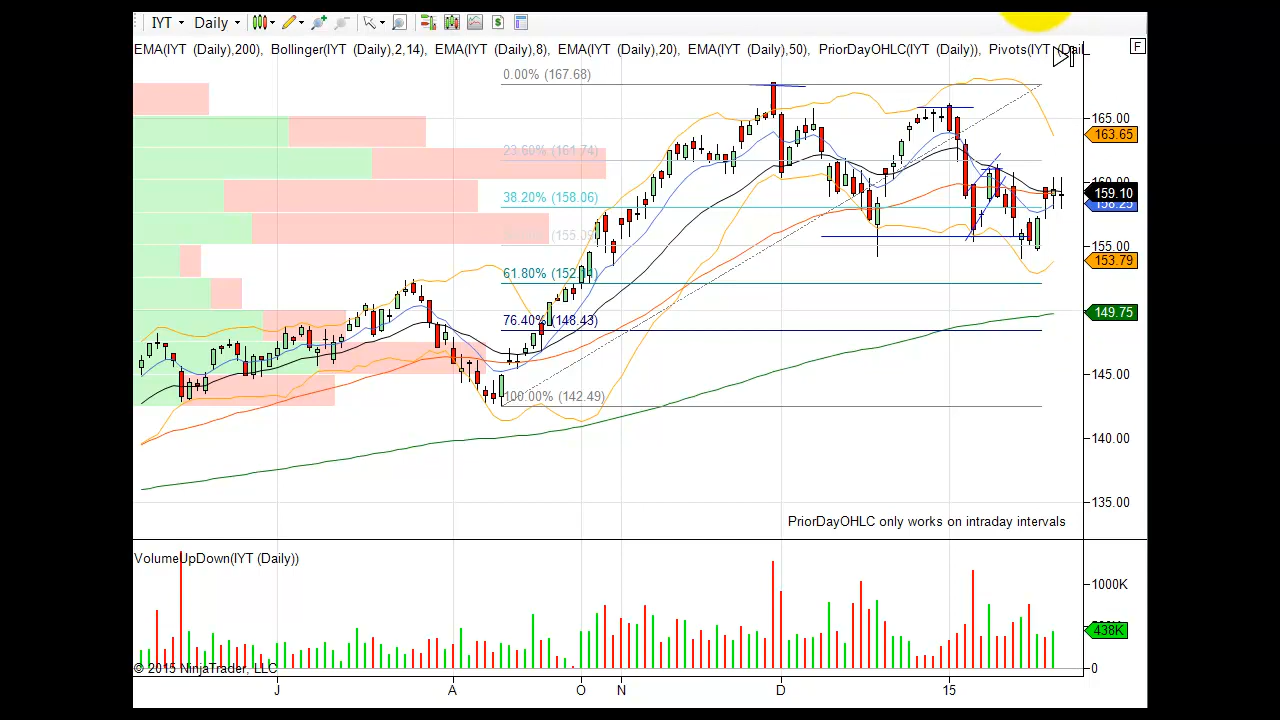 IYT Daily
EMA(IYT (Daily),200), Bollinger(IYT (Daily),2,14), EMA(IYT (Daily),8), EMA(IYT (Daily),20), EMA(IYT (Daily),50), PriorDayOHLC(IYT (Daily)), Pivots(IYT (Dail
F
0.00% (167.68)
165.00
163.65
23.60% (161.74)
160.00
159.10
38.20% (158.06)
155.00
153.79
61.80% (152.
149.75
76.40% (148.43)
145.00
100.00% (142.49)
140.00
135.00
PriorDayOHLC only works on intraday intervals
VolumeUpDown(IYT (Daily))
1000K
438K
© 2015 NinjaTrader, LLC
0
J A O N D 15